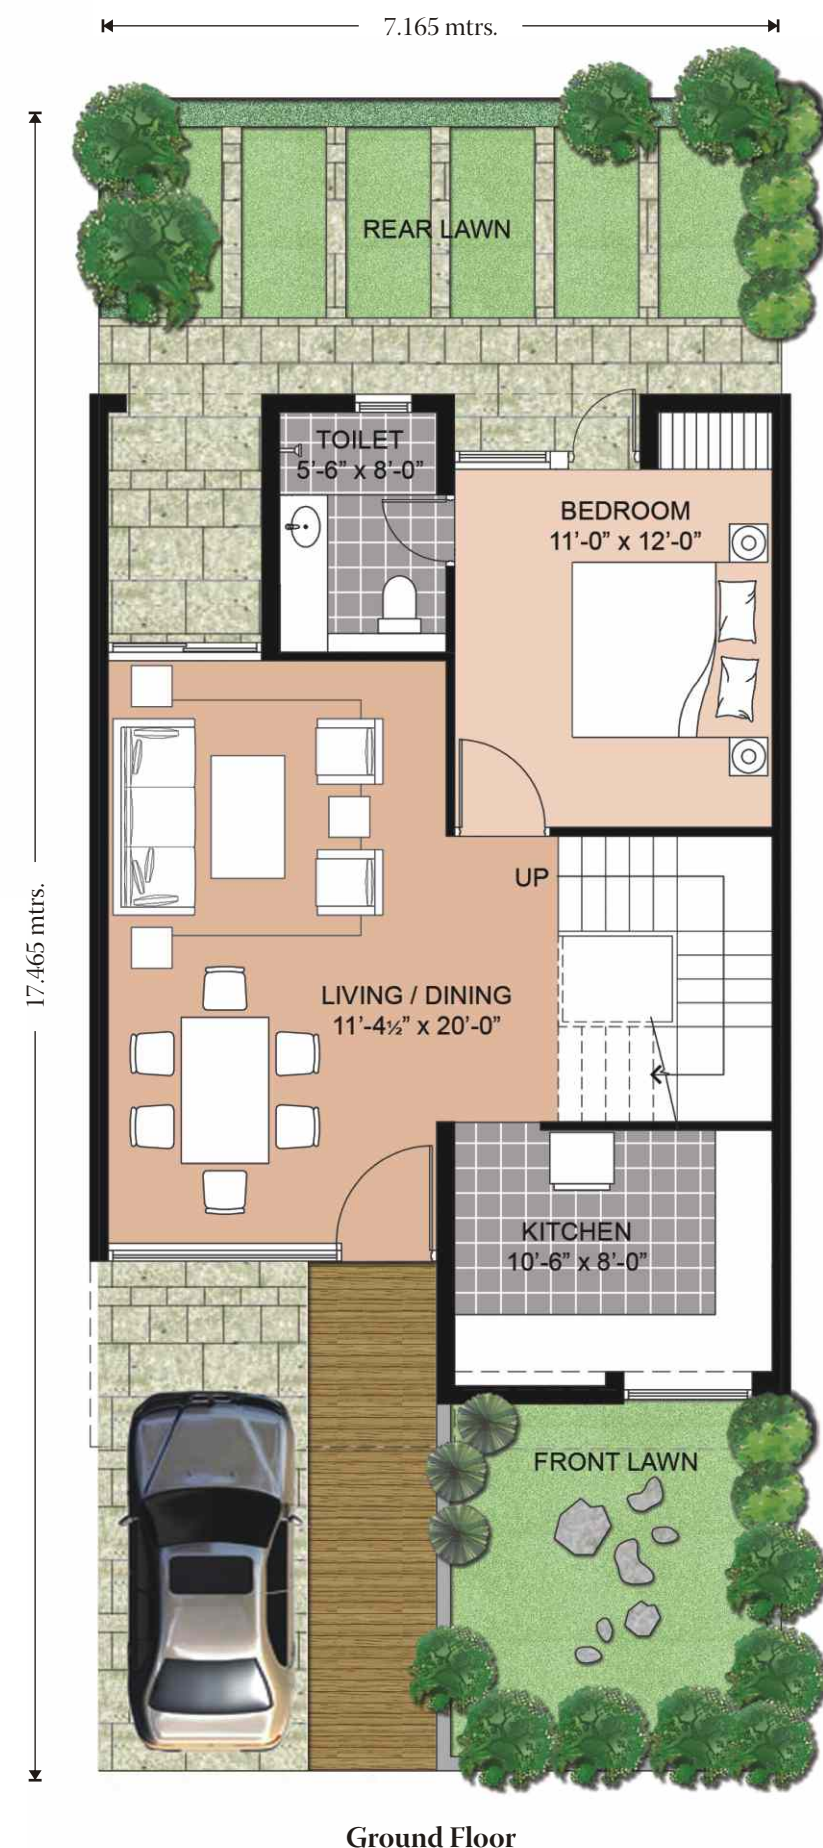 7.165 mtrs.
REAR LAWN
TOILET
5'-6” x 8'-0”
BEDROOM
11'-0” x 12'-0”
UP
17.465 mtrs.
LIVING / DINING
11'-4½” x 20'-0”
KITCHEN
10'-6” x 8'-0”
FRONT LAWN
Ground Floor